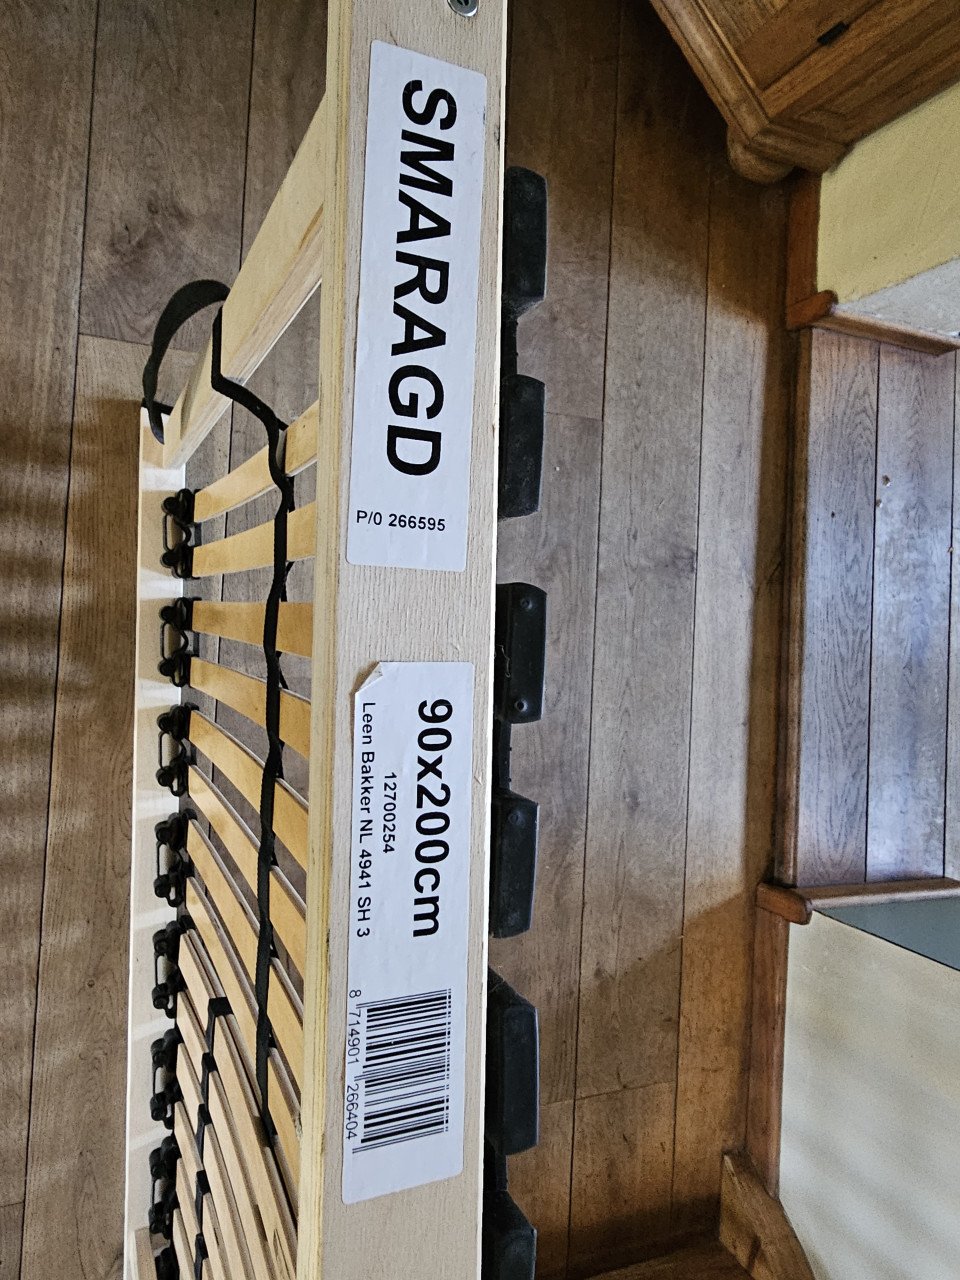 SMARAGD
P/0 266595
90x200cm
12700254
Leen Bakker NL 4941 SH 3
8 714901 266404